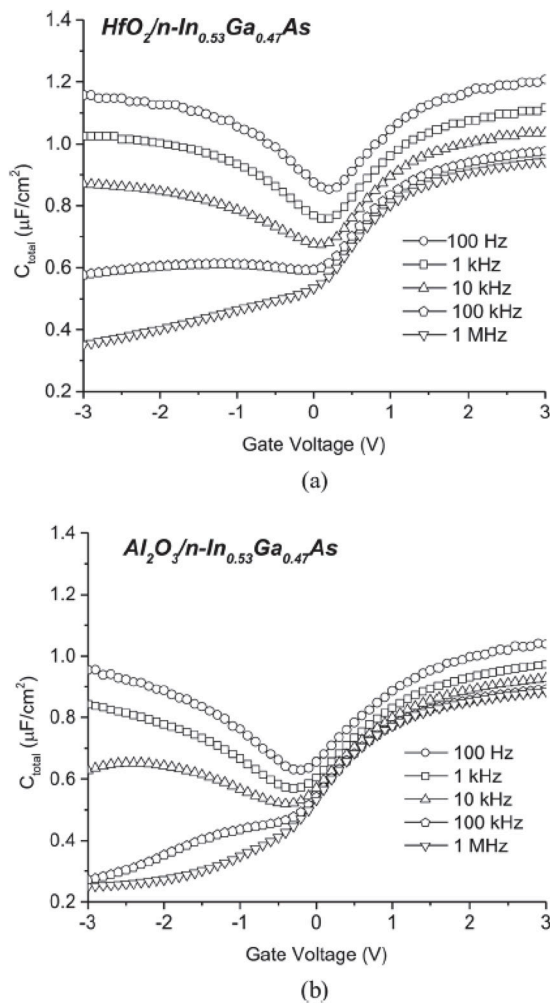 HfO2/n-In0.53Ga0.47As
1.4
1.2
1.0
0.8
0.6
0.4
0.2
Ctotal (µF/cm²)
100 Hz
1 kHz
10 kHz
100 kHz
1 MHz
-3 -2 -1 0 1 2 3
Gate Voltage (V)
(a)
Al2O3/n-In0.53Ga0.47As
1.4
1.2
1.0
0.8
0.6
0.4
0.2
Ctotal (µF/cm²)
100 Hz
1 kHz
10 kHz
100 kHz
1 MHz
-3 -2 -1 0 1 2 3
Gate Voltage (V)
(b)